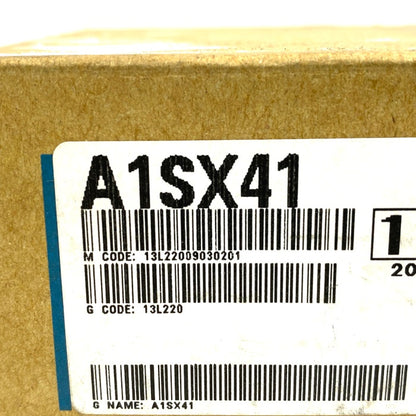 A1SX41
M CODE: 13L22009030201
1
20
G CODE: 13L220
G NAME: A1SX41